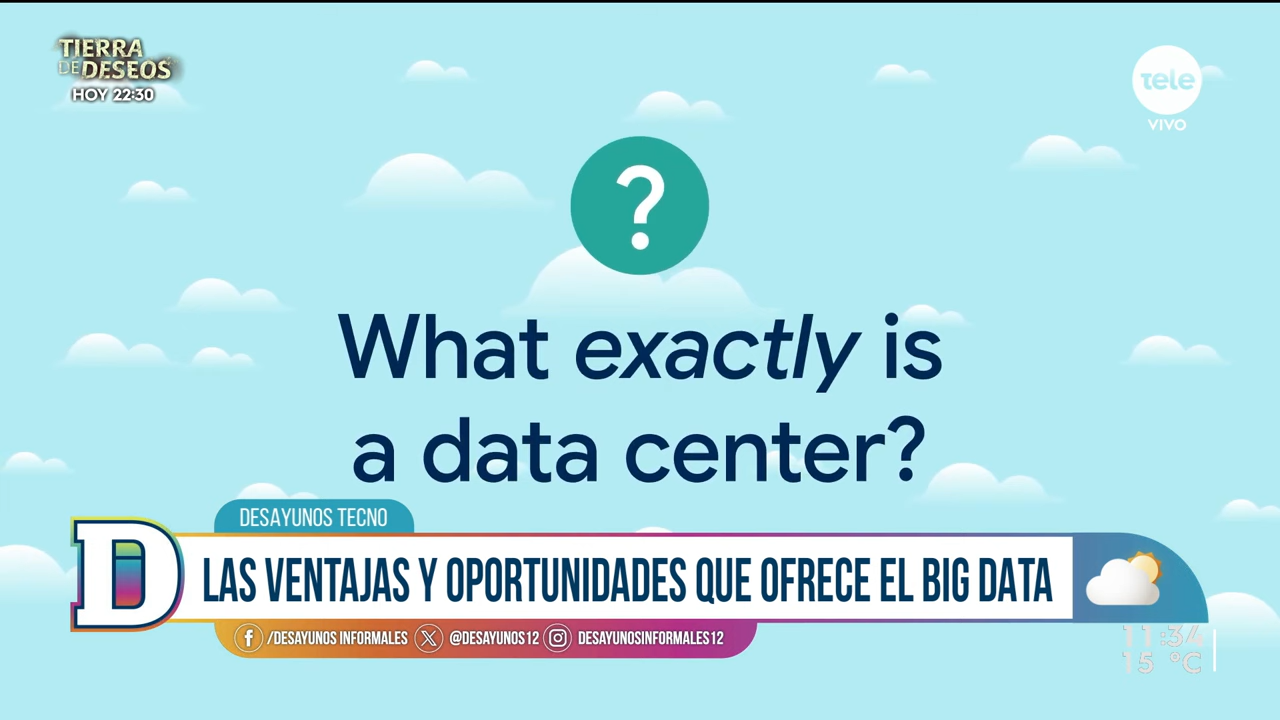 TIERRA
DE DESEOS
HOY 22:30
tele
VIVO
?
What exactly is
a data center?
DESAYUNOS TECNO
D
LAS VENTAJAS Y OPORTUNIDADES QUE OFRECE EL BIG DATA
/DESAYUNOS INFORMALES @DESAYUNOS12 DESAYUNOSINFORMALES12
11:34
15 °C